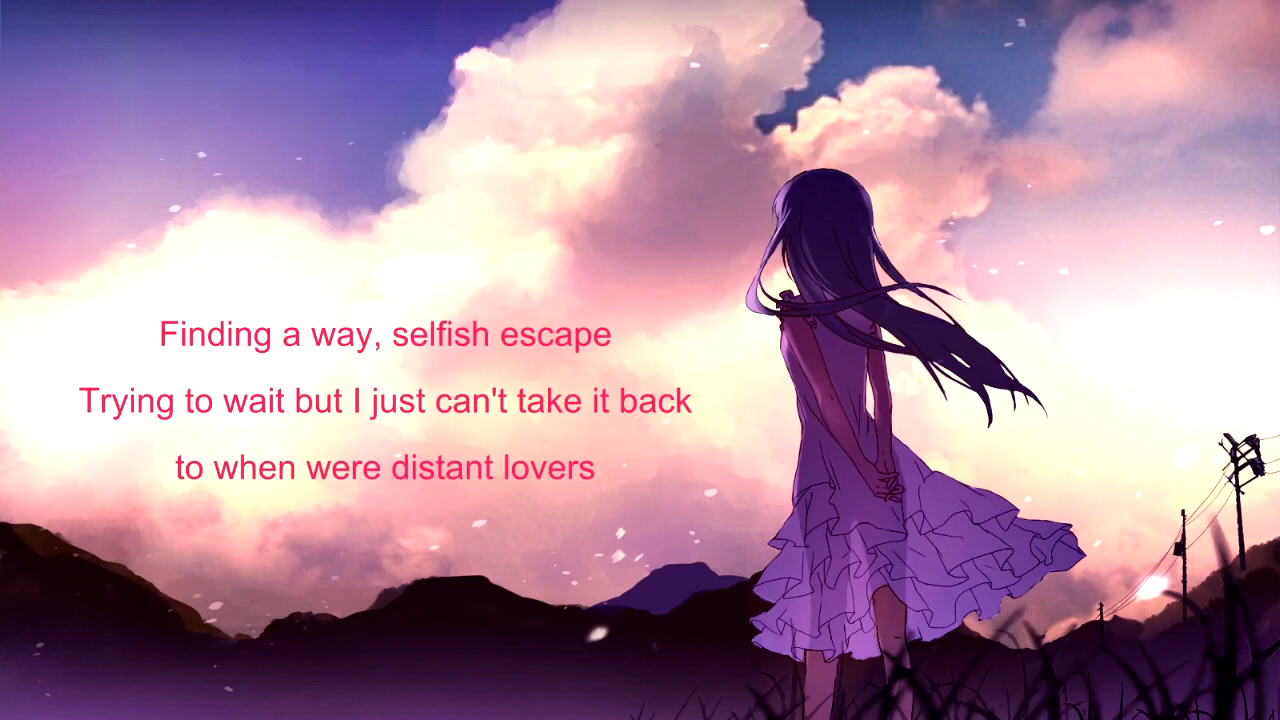 Finding a way, selfish escape
Trying to wait but I just can't take it back
to when were distant lovers